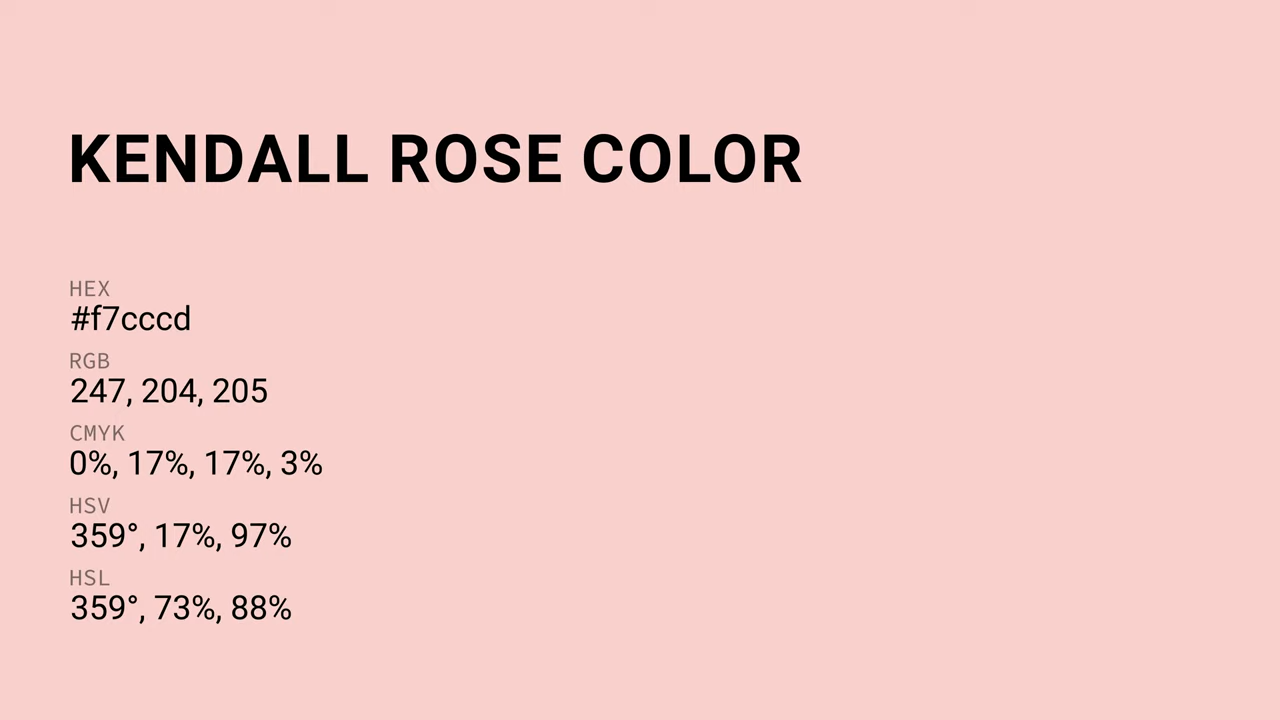 KENDALL ROSE COLOR
HEX
#f7cccd
RGB
247, 204, 205
CMYK
0%, 17%, 17%, 3%
HSV
359°, 17%, 97%
HSL
359°, 73%, 88%